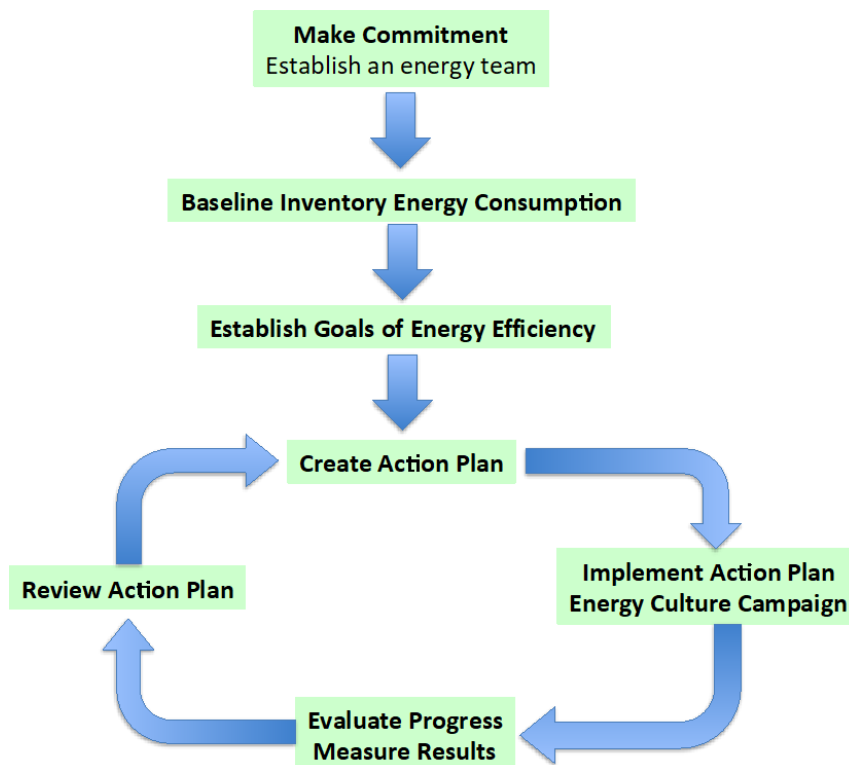 Make Commitment
Establish an energy team
Baseline Inventory Energy Consumption
Establish Goals of Energy Efficiency
Create Action Plan
Implement Action Plan
Energy Culture Campaign
Evaluate Progress
Measure Results
Review Action Plan